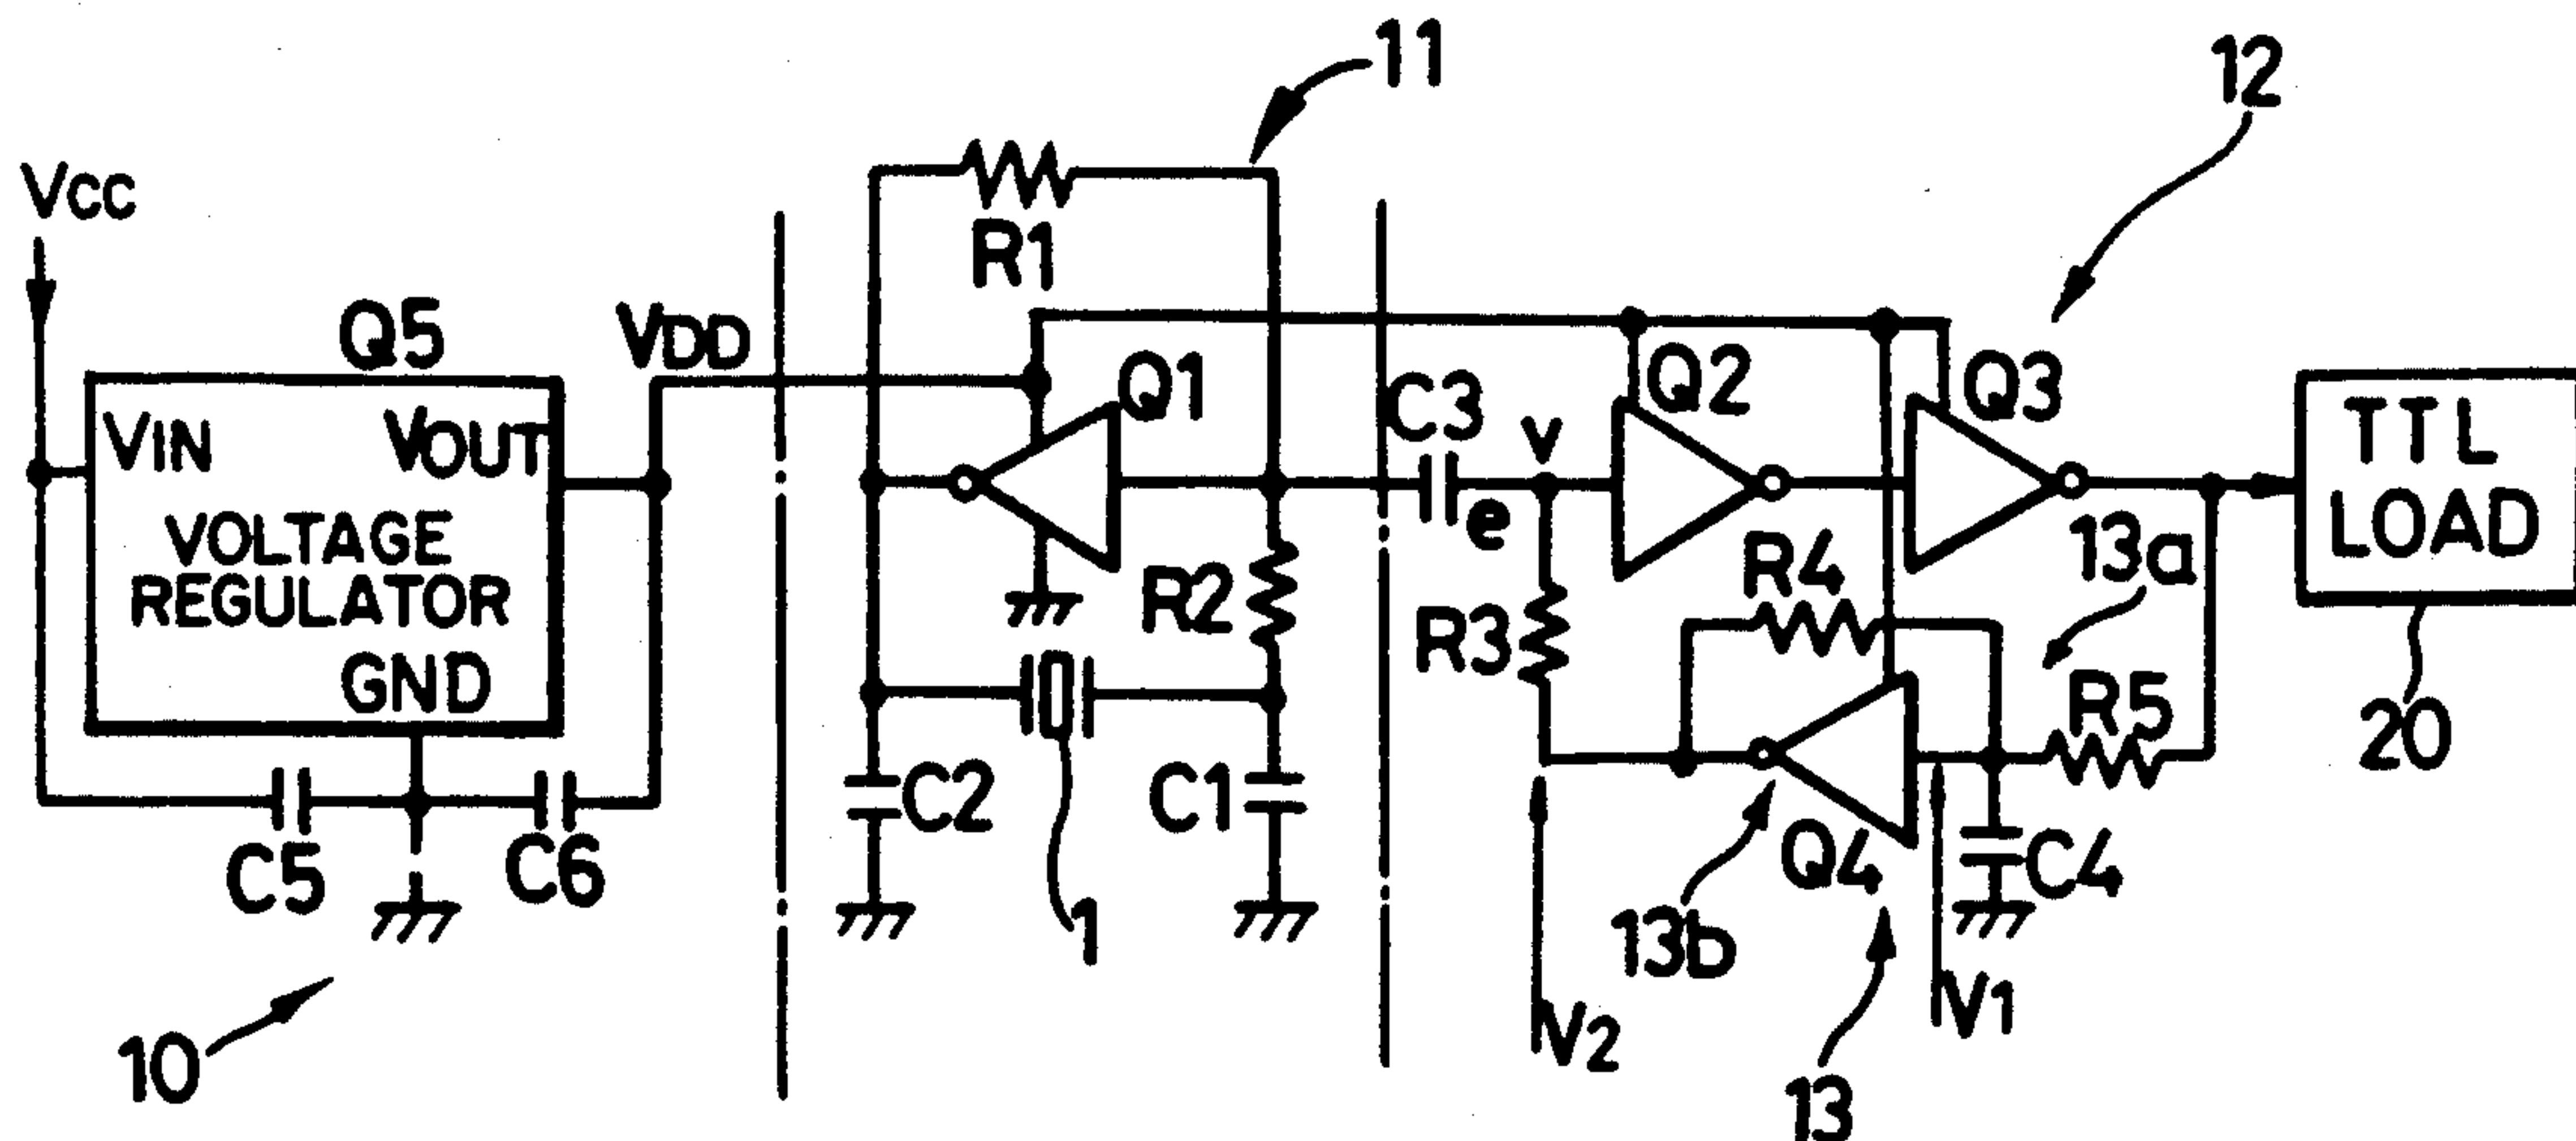 11
12
VCC
R1
Q5
VDD
Q1
C3
v
Q2
Q3
TTL
LOAD
VIN
VOUT
VOLTAGE
REGULATOR
GND
e
R2
R3
R4
13a
R5
20
C5
C6
C2
C1
1
Q4
C4
13b
10
V2
V1
13